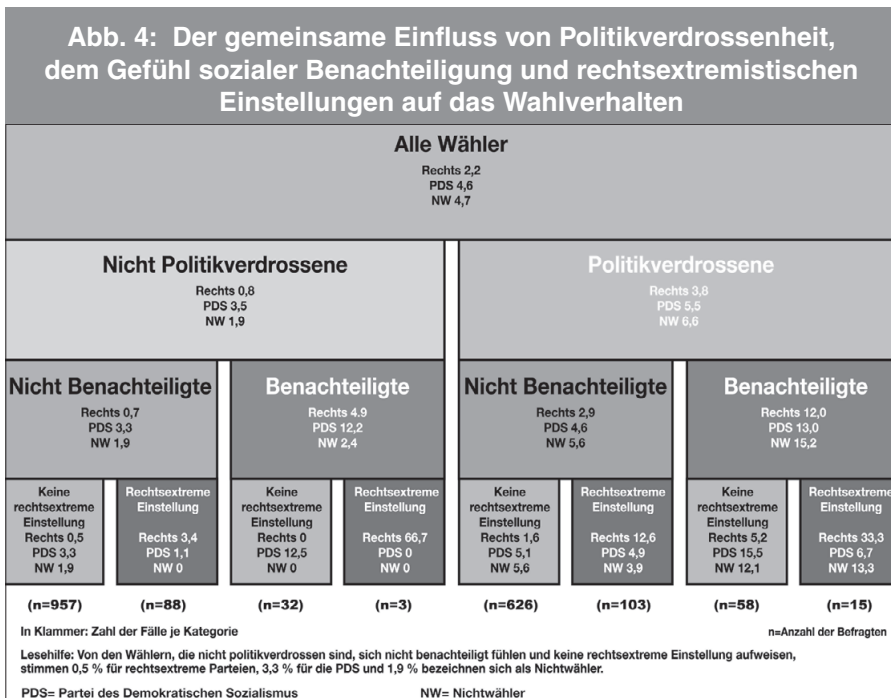 Abb. 4: Der gemeinsame Einfluss von Politikverdrossenheit,
dem Gefühl sozialer Benachteiligung und rechtsextremistischen
Einstellungen auf das Wahlverhalten
Alle Wähler
Rechts 2,2
PDS 4,6
NW 4,7
Nicht Politikverdrossene
Rechts 0,8
PDS 3,5
NW 1,9
Politikverdrossene
Rechts 3,8
PDS 5,5
NW 6,6
Nicht Benachteiligte
Rechts 0,7
PDS 3,3
NW 1,9
Benachteiligte
Rechts 4.9
PDS 12,2
NW 2,4
Nicht Benachteiligte
Rechts 2,9
PDS 4,6
NW 5,6
Benachteiligte
Rechts 12,0
PDS 13,0
NW 15,2
Keine
rechtsextreme
Einstellung
Rechts 0,5
PDS 3,3
NW 1,9
Rechtsextreme
Einstellung
Rechts 3,4
PDS 1,1
NW 0
Keine
rechtsextreme
Einstellung
Rechts 0
PDS 12,5
NW 0
Rechtsextreme
Einstellung
Rechts 66,7
PDS 0
NW 0
Keine
rechtsextreme
Einstellung
Rechts 1,6
PDS 5,1
NW 5,6
Rechtsextreme
Einstellung
Rechts 12,6
PDS 4,9
NW 3,9
Keine
rechtsextreme
Einstellung
Rechts 5,2
PDS 15,5
NW 12,1
Rechtsextreme
Einstellung
Rechts 33,3
PDS 6,7
NW 13,3
(n=957) (n=88) (n=32) (n=3) (n=626) (n=103) (n=58) (n=15)
In Klammer: Zahl der Fälle je Kategorie n=Anzahl der Befragten
Lesehilfe: Von den Wählern, die nicht politikverdrossen sind, sich nicht benachteiligt fühlen und keine rechtsextreme Einstellung aufweisen,
stimmen 0,5 % für rechtsextreme Parteien, 3,3 % für die PDS und 1,9 % bezeichnen sich als Nichtwähler.
PDS= Partei des Demokratischen Sozialismus NW= Nichtwähler